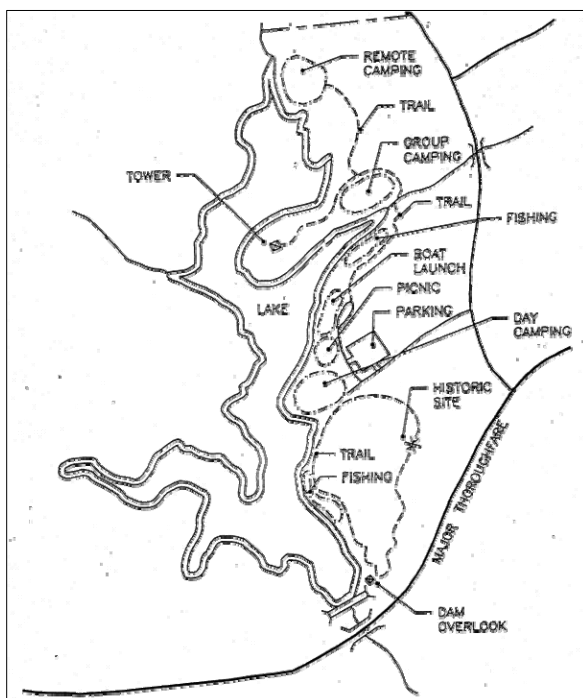 REMOTE
CAMPING
TRAIL
GROUP
CAMPING
TOWER
TRAIL
FISHING
BOAT
LAUNCH
PICNIC
LAKE
PARKING
DAY
CAMPING
HISTORIC
SITE
TRAIL
FISHING
MAJOR THOROUGHFARE
DAM
OVERLOOK